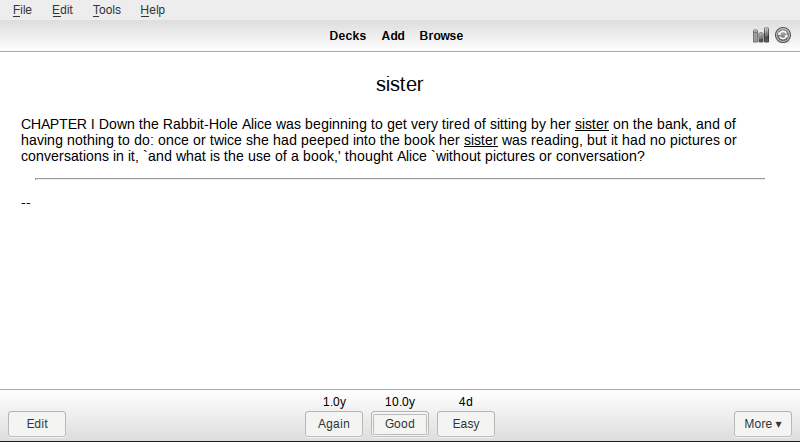 File Edit Tools Help
Decks Add Browse
sister
CHAPTER I Down the Rabbit-Hole Alice was beginning to get very tired of sitting by her sister on the bank, and of
having nothing to do: once or twice she had peeped into the book her sister was reading, but it had no pictures or
conversations in it, `and what is the use of a book,' thought Alice `without pictures or conversation?
--
1.0y 10.0y 4d
Edit Again Good Easy More ▾